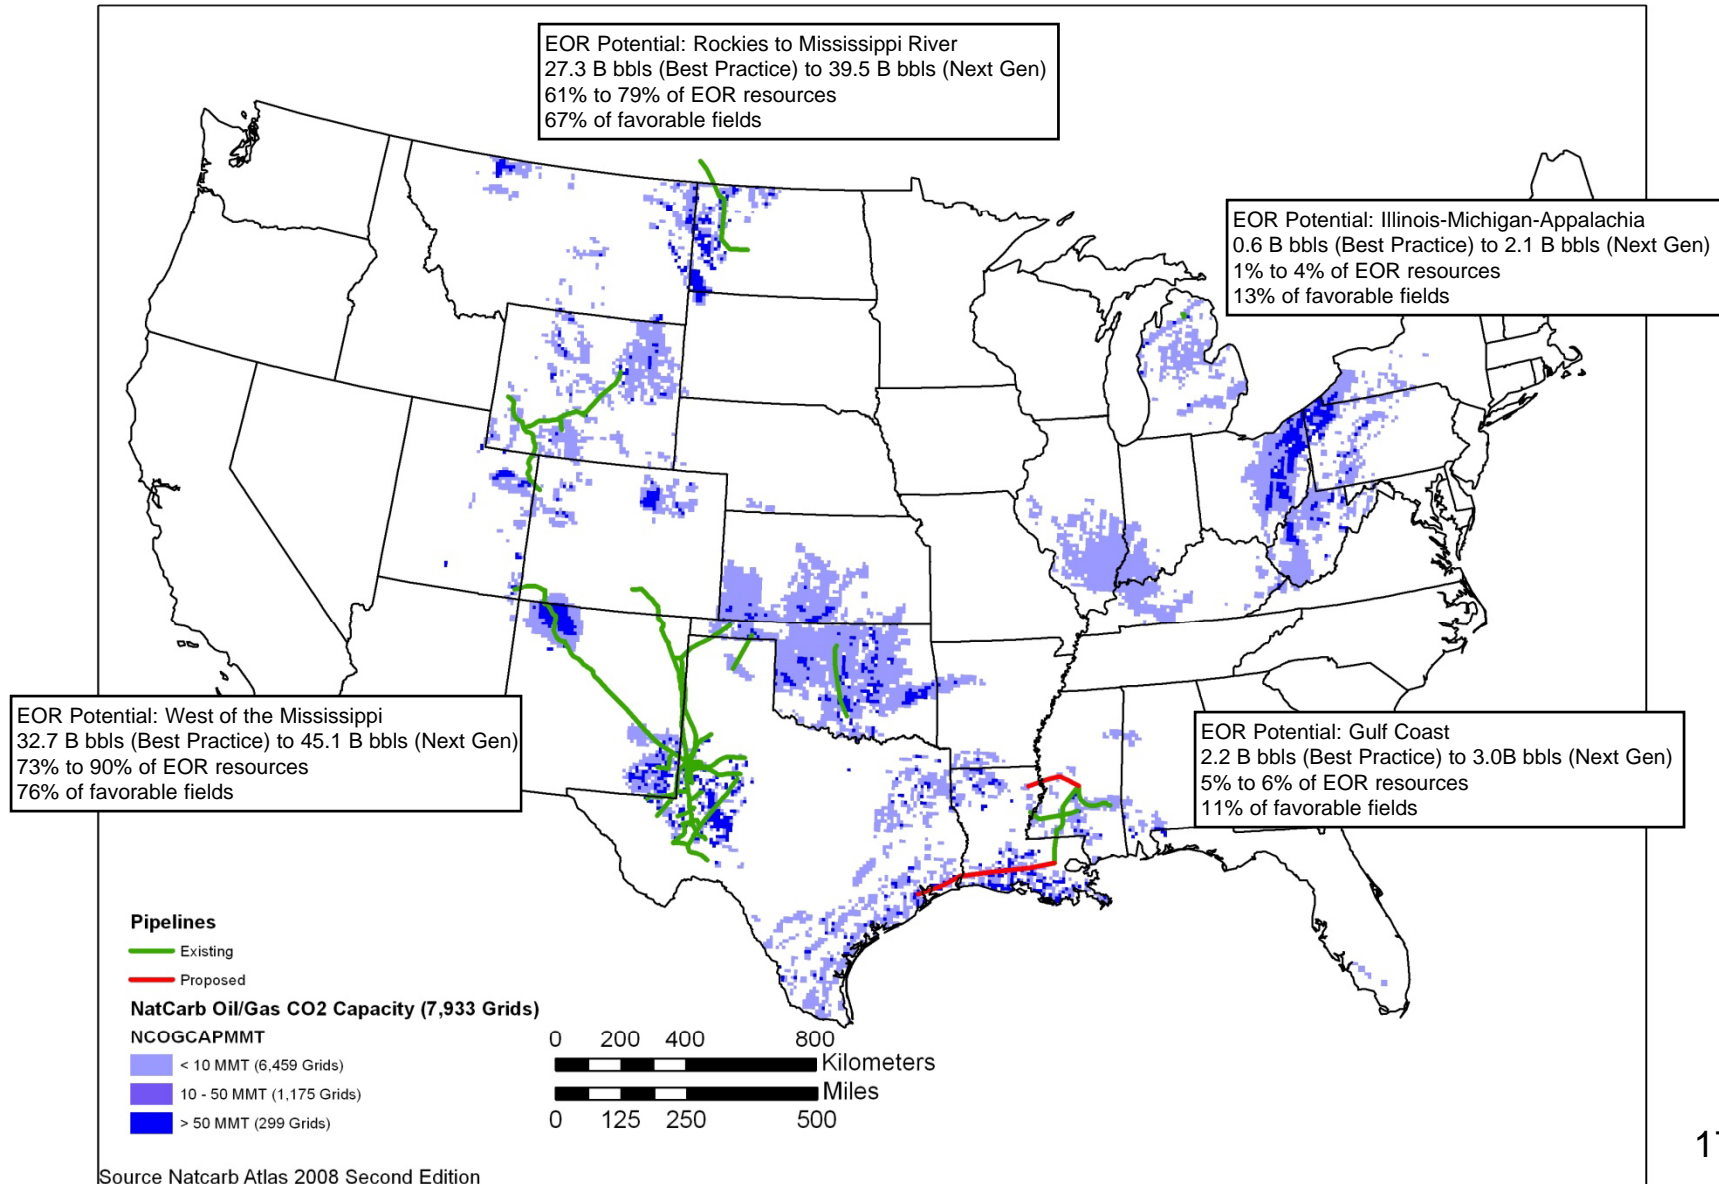 EOR Potential: Rockies to Mississippi River
27.3 B bbls (Best Practice) to 39.5 B bbls (Next Gen)
61% to 79% of EOR resources
67% of favorable fields
EOR Potential: Illinois-Michigan-Appalachia
0.6 B bbls (Best Practice) to 2.1 B bbls (Next Gen)
1% to 4% of EOR resources
13% of favorable fields
EOR Potential: West of the Mississippi
32.7 B bbls (Best Practice) to 45.1 B bbls (Next Gen)
73% to 90% of EOR resources
76% of favorable fields
EOR Potential: Gulf Coast
2.2 B bbls (Best Practice) to 3.0B bbls (Next Gen)
5% to 6% of EOR resources
11% of favorable fields
Pipelines
Existing
Proposed
NatCarb Oil/Gas CO2 Capacity (7,933 Grids)
NCOGCAPMMT
< 10 MMT (6,459 Grids)
10 - 50 MMT (1,175 Grids)
> 50 MMT (299 Grids)
0 200 400 800
Kilometers
Miles
0 125 250 500
Source Natcarb Atlas 2008 Second Edition